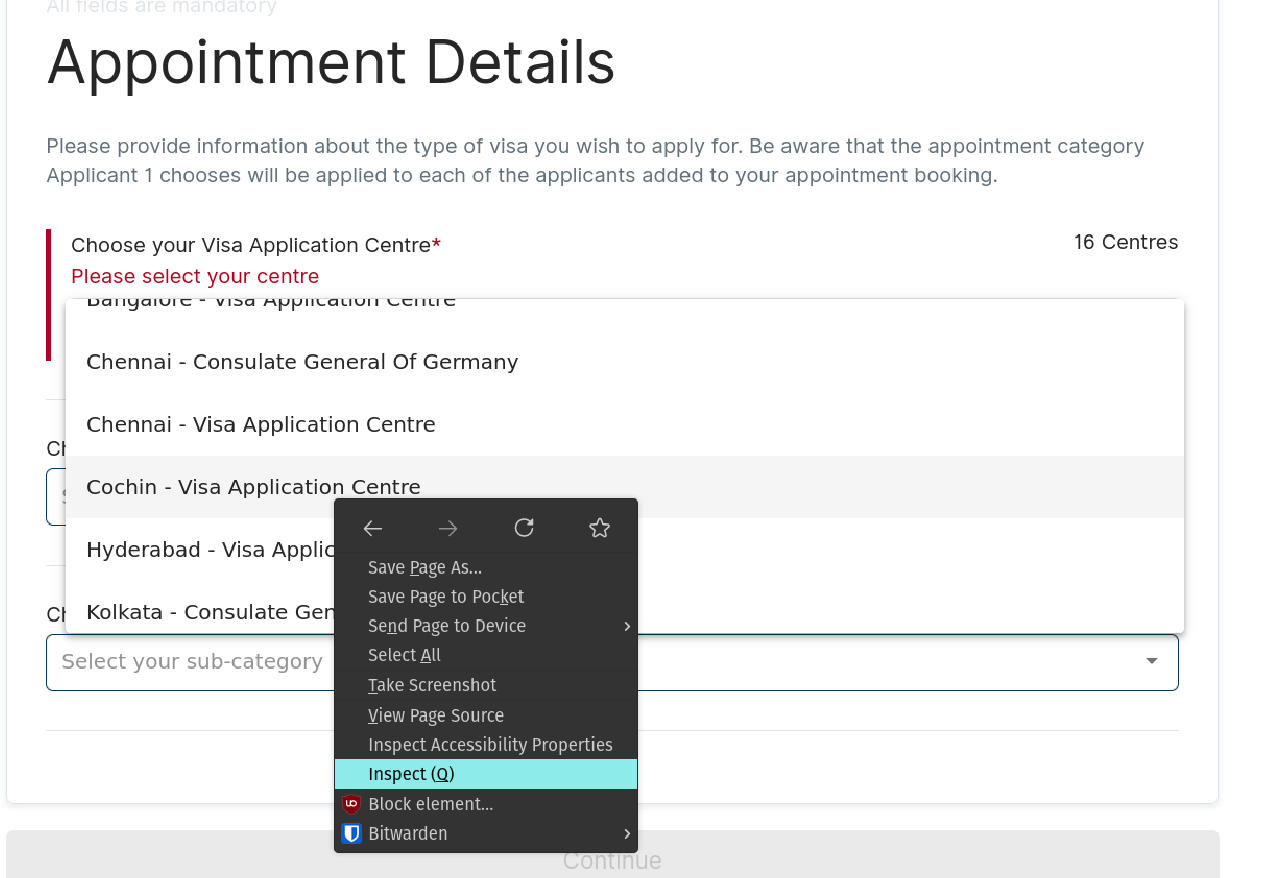 All fields are mandatory
Appointment Details
Please provide information about the type of visa you wish to apply for. Be aware that the appointment category
Applicant 1 chooses will be applied to each of the applicants added to your appointment booking.
Choose your Visa Application Centre*
16 Centres
Please select your centre
Bangalore - Visa Application Centre
Chennai - Consulate General Of Germany
Chennai - Visa Application Centre
Ch
Cochin - Visa Application Centre
Hyderabad - Visa Applic
Ch
Kolkata - Consulate Gen
Select your sub-category
Save Page As...
Save Page to Pocket
Send Page to Device
Select All
Take Screenshot
View Page Source
Inspect Accessibility Properties
Inspect (Q)
Block element...
Bitwarden
Continue